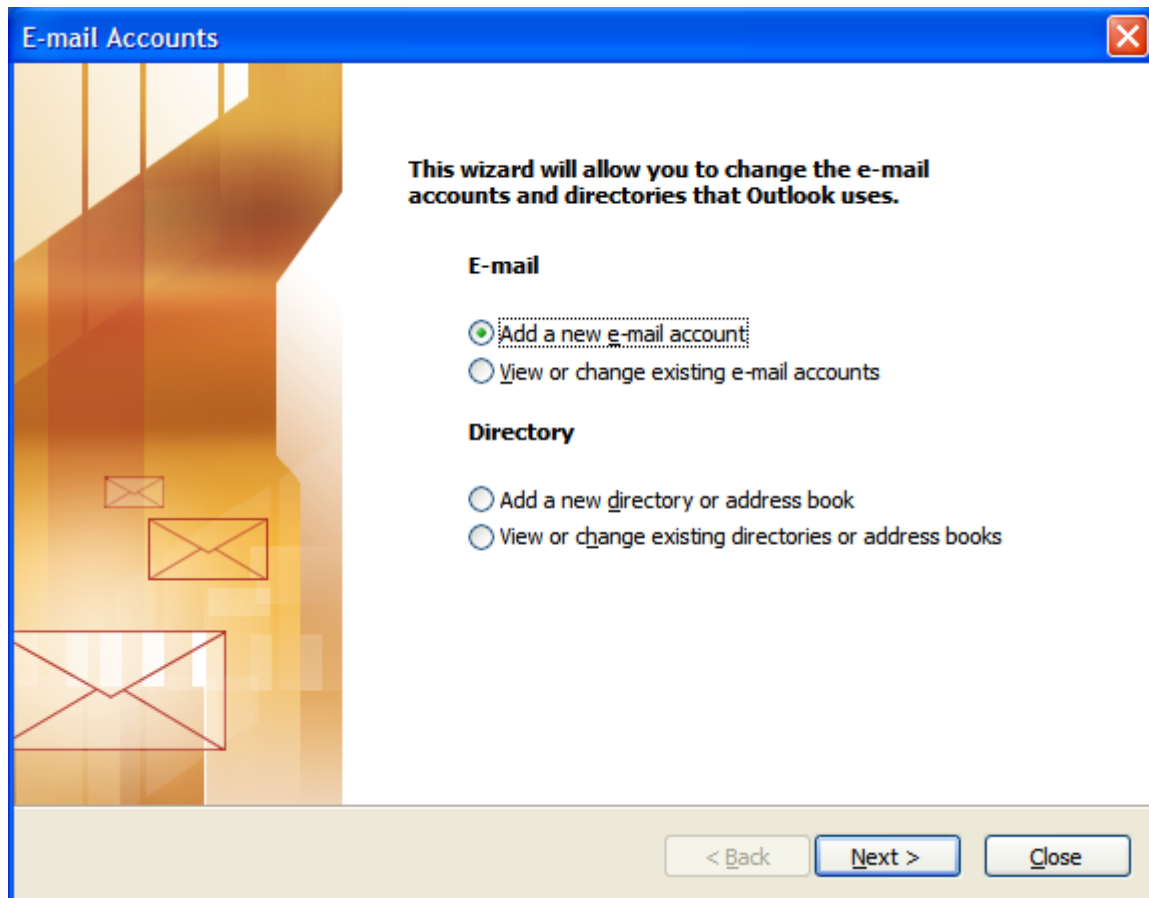 E-mail Accounts
This wizard will allow you to change the e-mail
accounts and directories that Outlook uses.
E-mail
Add a new e-mail account
View or change existing e-mail accounts
Directory
Add a new directory or address book
View or change existing directories or address books
< Back
Next >
Close